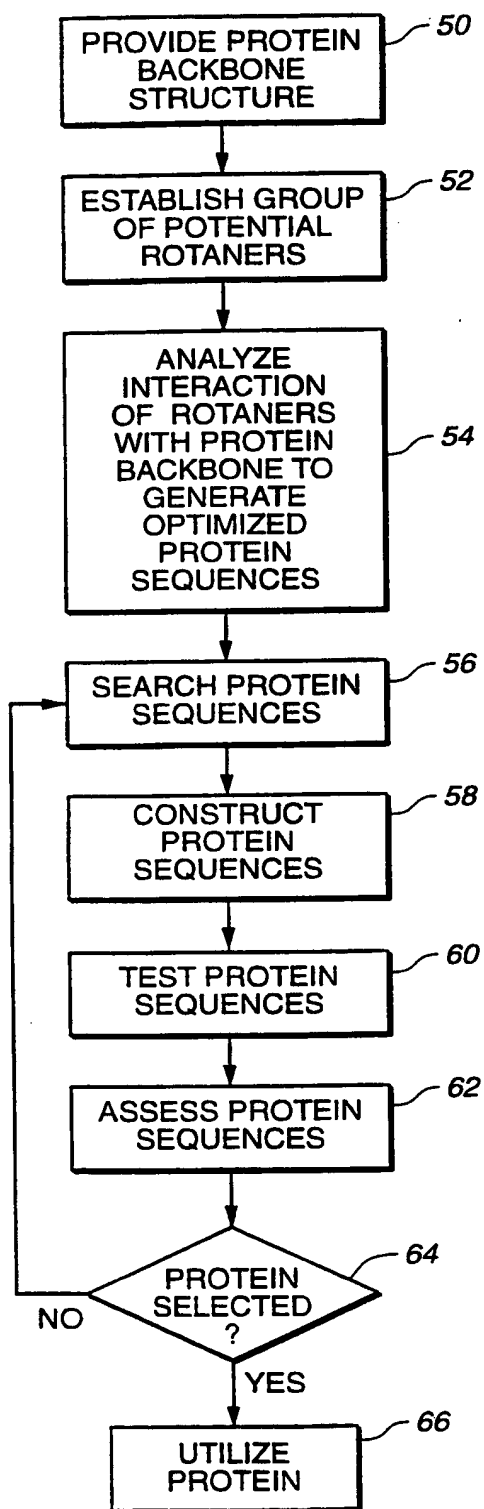 50
PROVIDE PROTEIN
BACKBONE
STRUCTURE
52
ESTABLISH GROUP
OF POTENTIAL
ROTANERS
54
ANALYZE
INTERACTION
OF ROTANERS
WITH PROTEIN
BACKBONE TO
GENERATE
OPTIMIZED
PROTEIN
SEQUENCES
56
SEARCH PROTEIN
SEQUENCES
58
CONSTRUCT
PROTEIN
SEQUENCES
60
TEST PROTEIN
SEQUENCES
62
ASSESS PROTEIN
SEQUENCES
64
PROTEIN
SELECTED
?
NO
YES
66
UTILIZE
PROTEIN